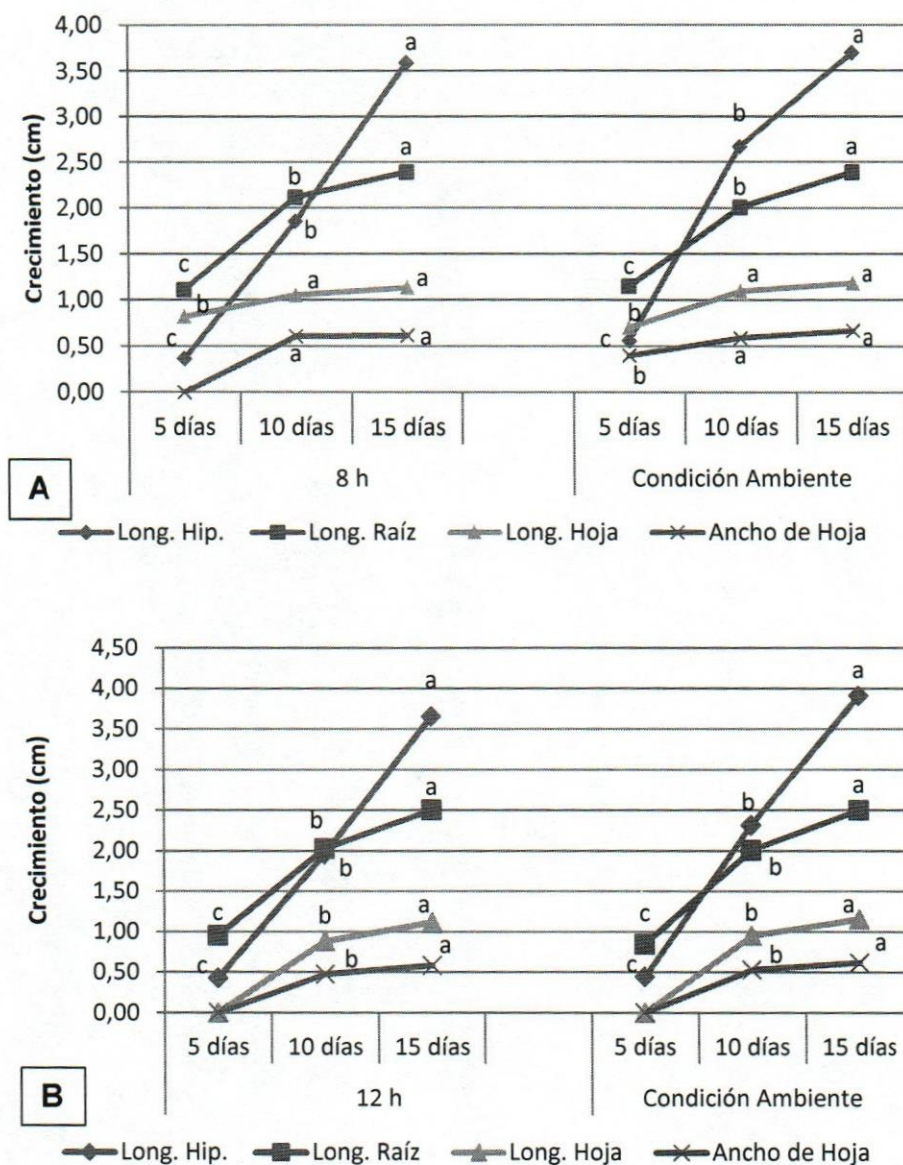 A
Crecimiento (cm)
4,00
3,50
3,00
2,50
2,00
1,50
1,00
0,50
0,00
a a
b a b a
b b
c b a a c b a a
c a a b a a
b
5 días 10 días 15 días 5 días 10 días 15 días
8 h Condición Ambiente
Long. Hip. Long. Raíz Long. Hoja Ancho de Hoja
Crecimiento (cm)
4,50
4,00
3,50
3,00
2,50
2,00
1,50
1,00
0,50
0,00
a a
b a b a
b b
c b a c b a
c b a c b a
5 días 10 días 15 días 5 días 10 días 15 días
12 h Condición Ambiente
B
Long. Hip. Long. Raíz Long. Hoja Ancho de Hoja